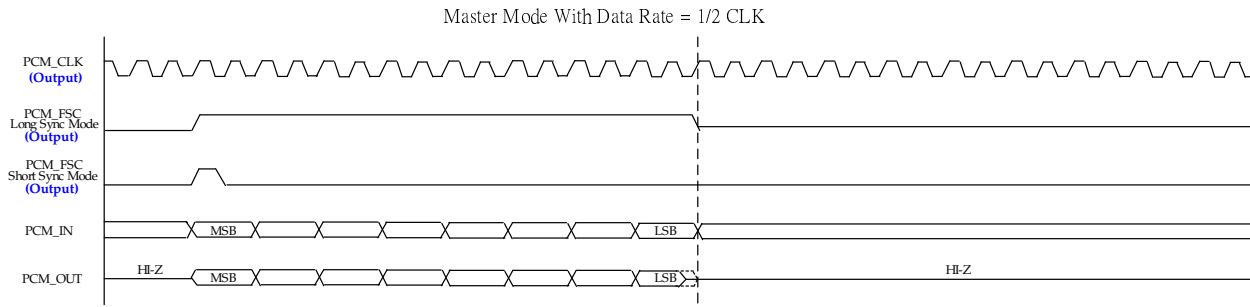 Master Mode With Data Rate = 1/2 CLK
PCM_CLK
(Output)
PCM_FSC
Long Sync Mode
(Output)
PCM_FSC
Short Sync Mode
(Output)
PCM_IN
MSB
LSB
PCM_OUT
HI-Z
MSB
LSB
HI-Z